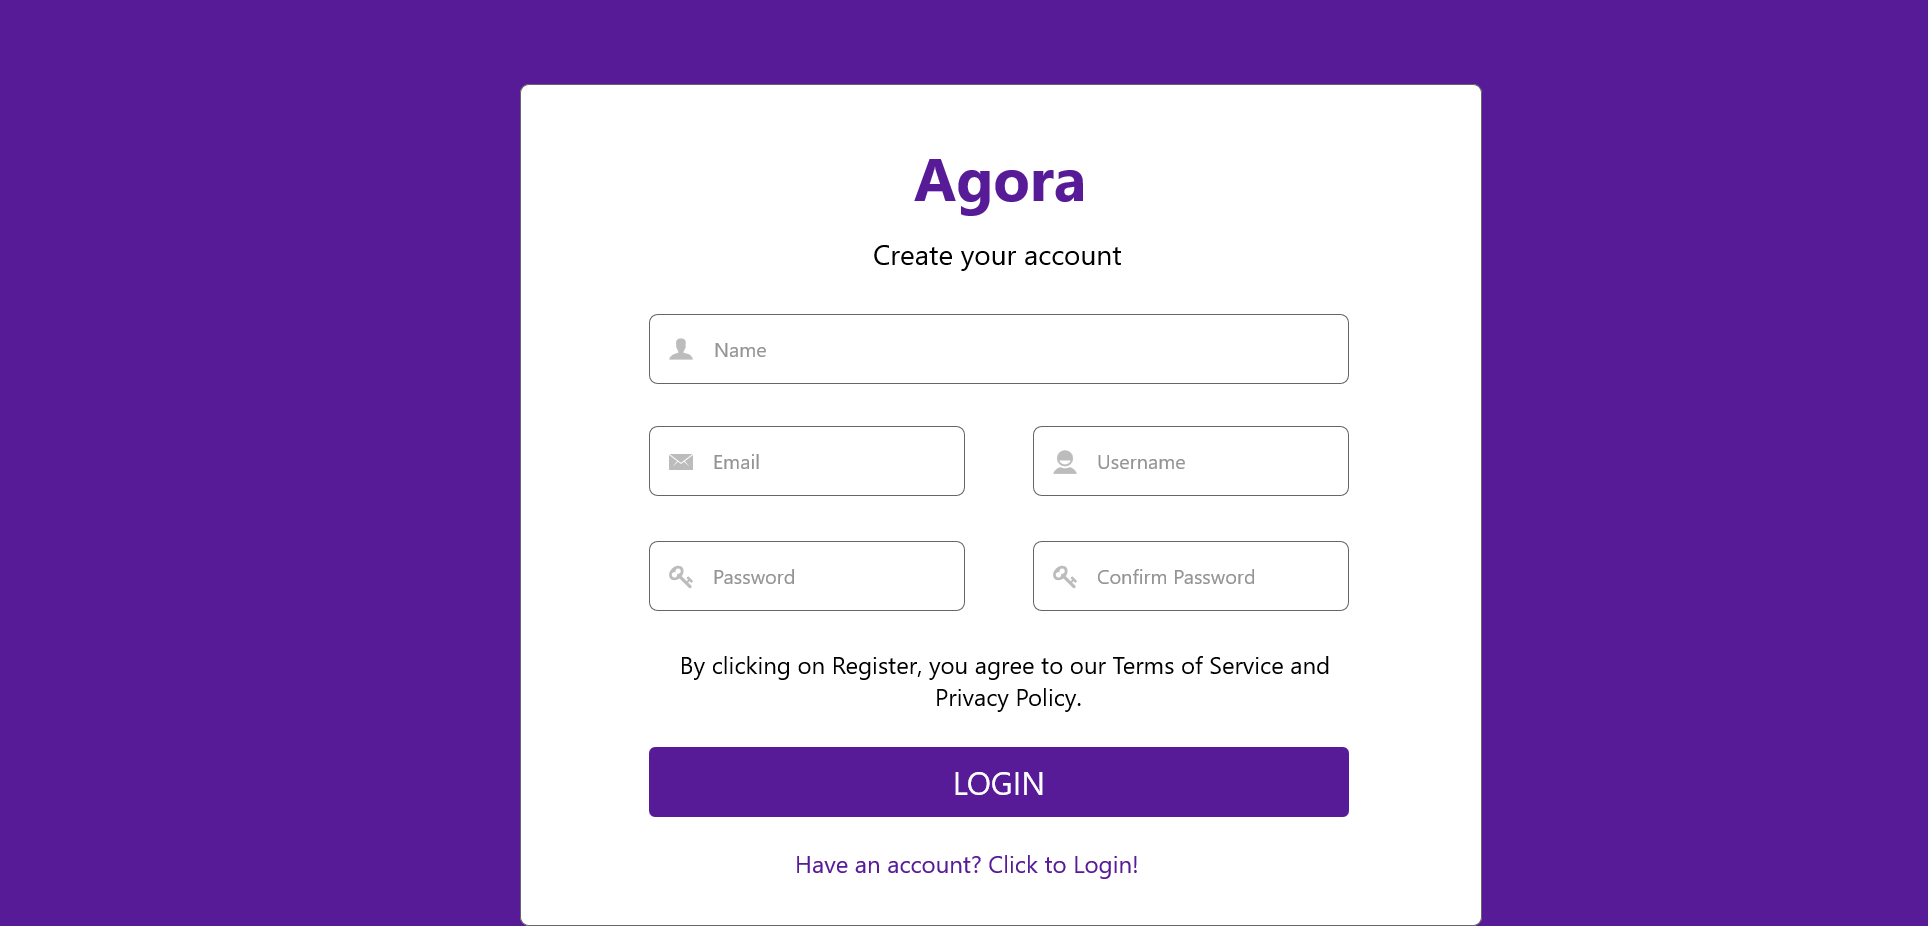 Agora
Create your account
Name
Email
Username
Password
Confirm Password
By clicking on Register, you agree to our Terms of Service and
Privacy Policy.
LOGIN
Have an account? Click to Login!